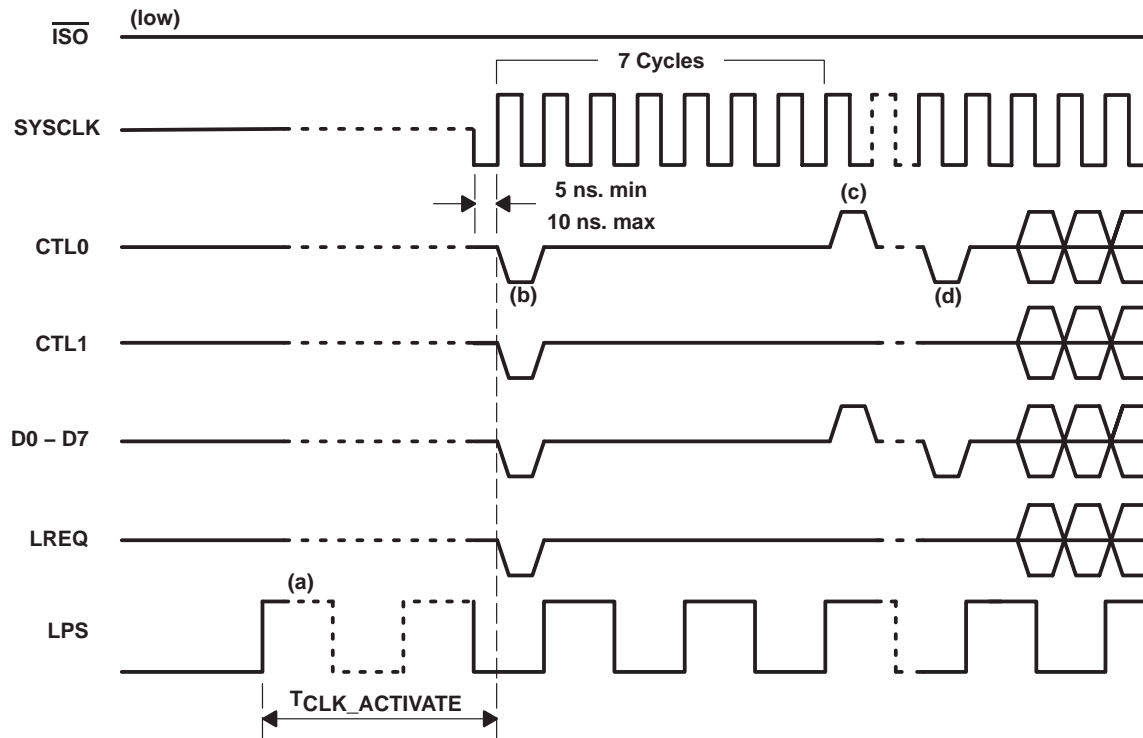 (low)
ISO
7 Cycles
SYSCLK
5 ns. min
10 ns. max
(c)
CTL0
(b)
(d)
CTL1
D0 – D7
LREQ
(a)
LPS
TCLK_ACTIVATE